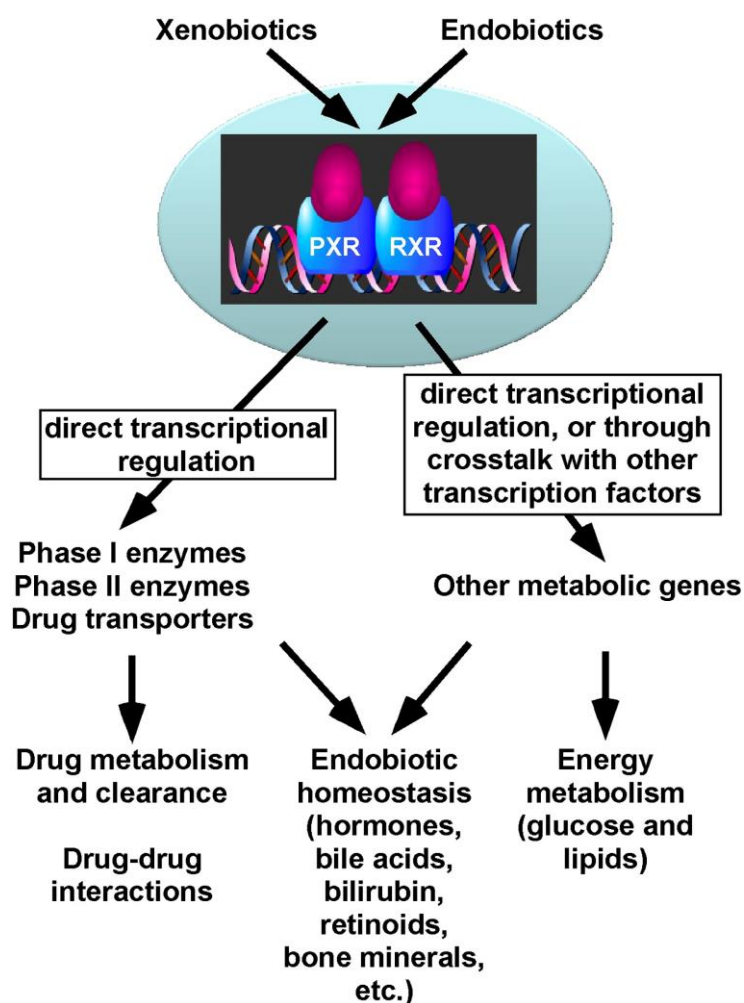 Xenobiotics
Endobiotics
PXR
RXR
direct transcriptional
regulation
direct transcriptional
regulation, or through
crosstalk with other
transcription factors
Phase I enzymes
Phase II enzymes
Drug transporters
Other metabolic genes
Drug metabolism
and clearance
Drug-drug
interactions
Endobiotic
homeostasis
(hormones,
bile acids,
bilirubin,
retinoids,
bone minerals,
etc.)
Energy
metabolism
(glucose and
lipids)